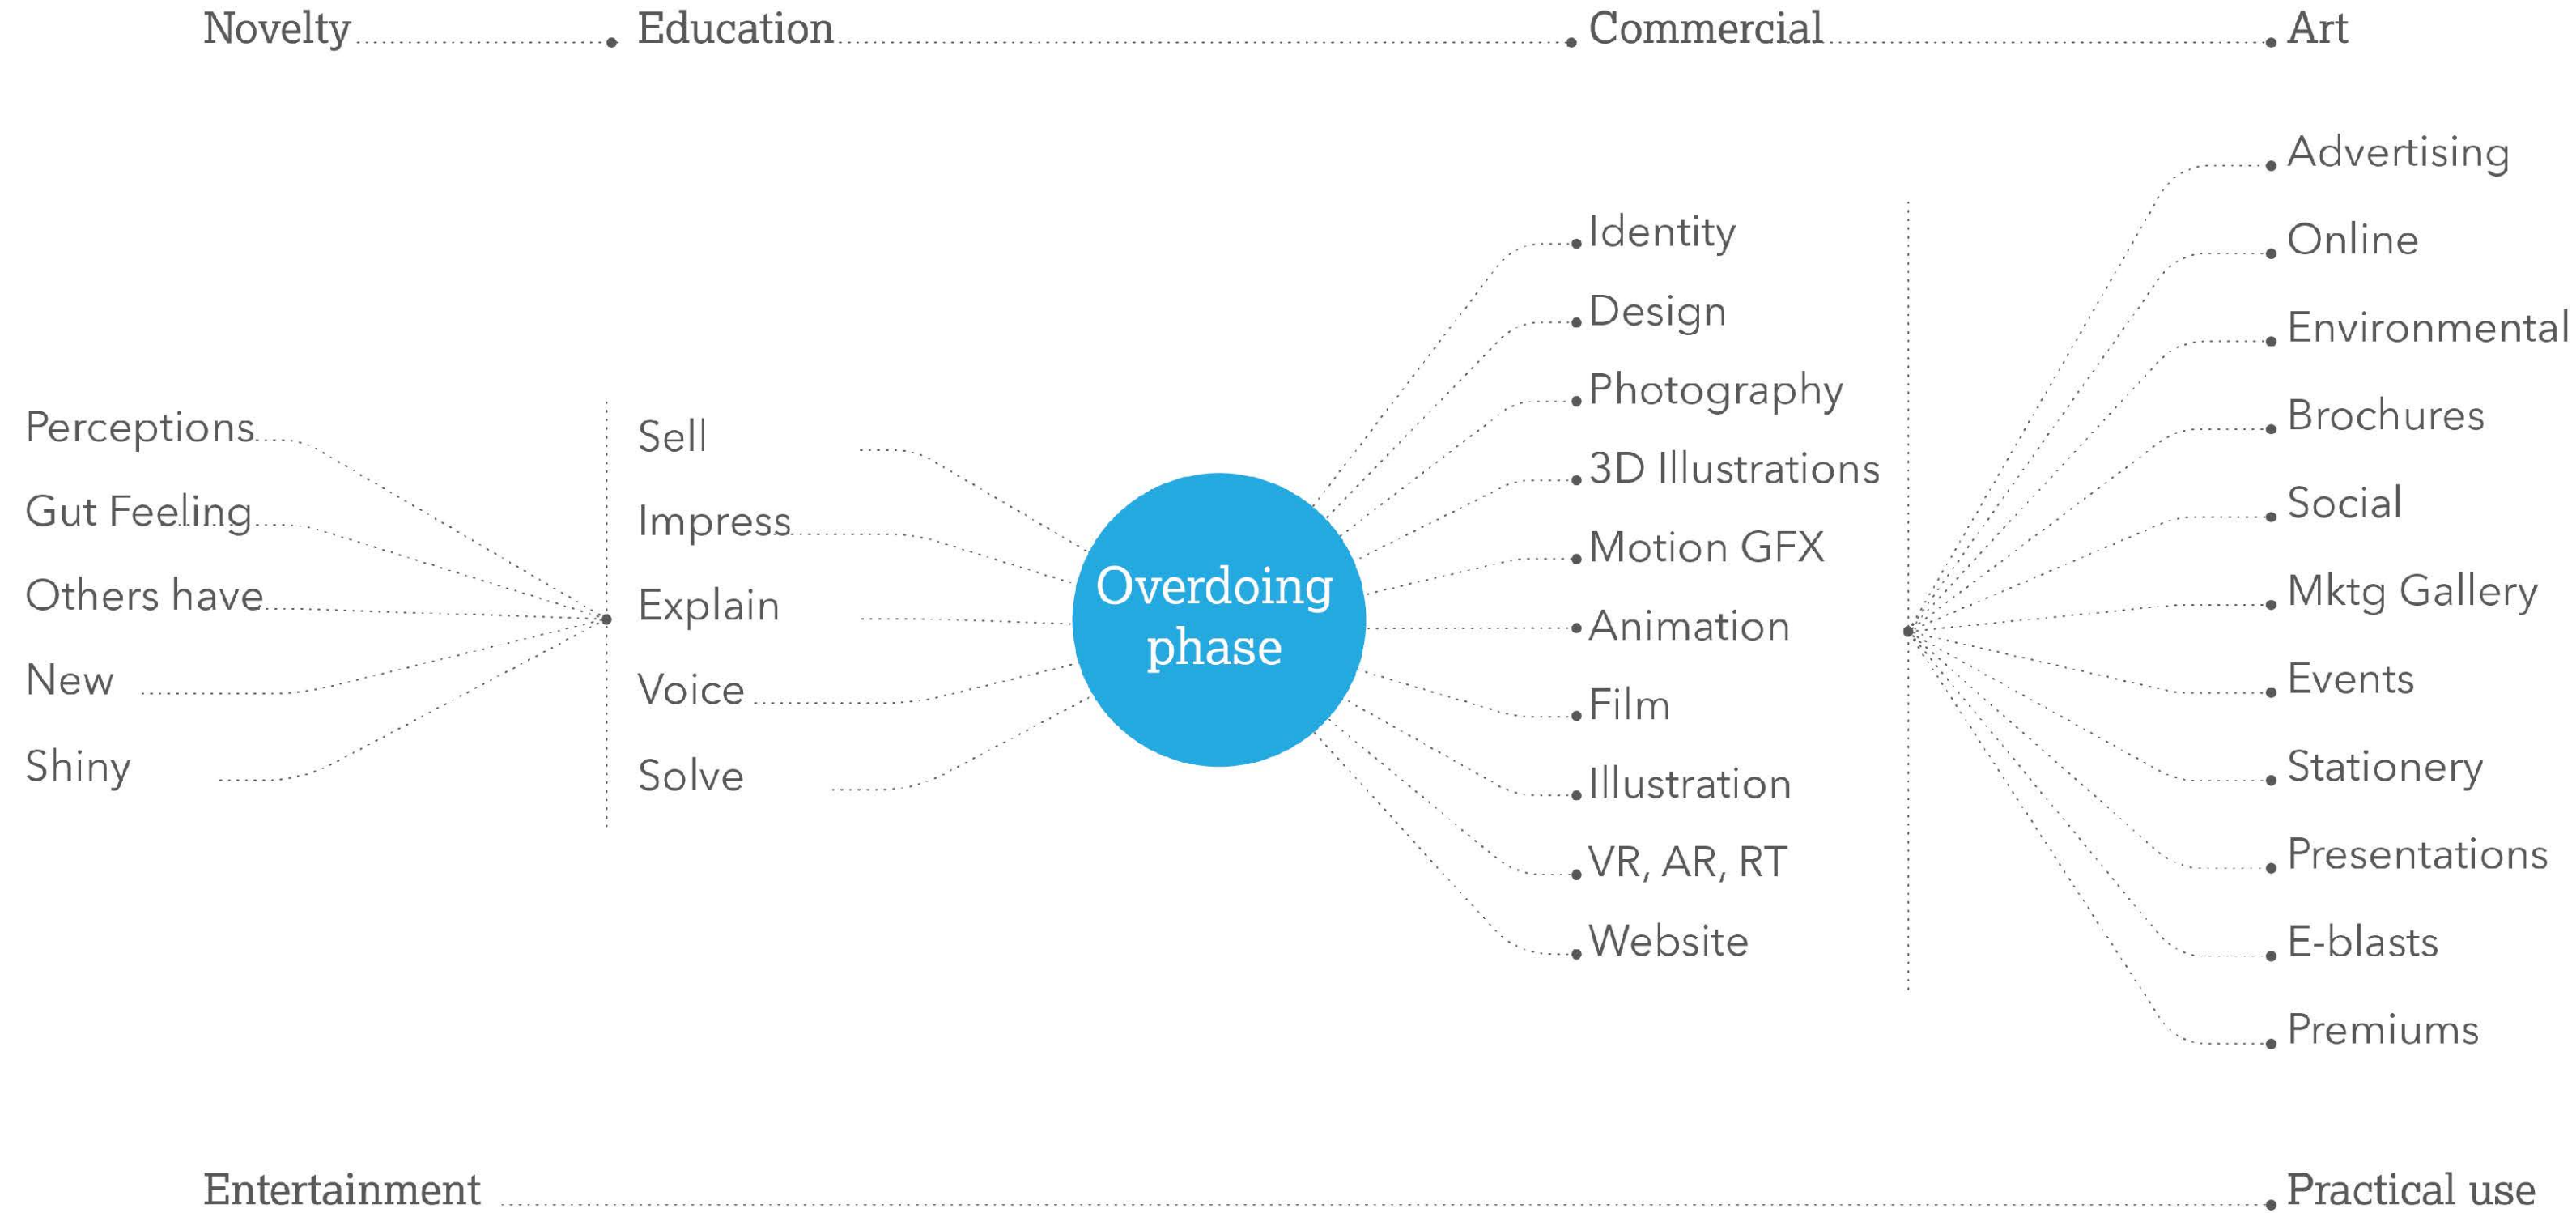 Novelty
Education
Commercial
Art
Perceptions
Gut Feeling
Others have
New
Shiny
Sell
Impress
Explain
Voice
Solve
Overdoing
phase
Identity
Design
Photography
3D Illustrations
Motion GFX
Animation
Film
Illustration
VR, AR, RT
Website
Advertising
Online
Environmental
Brochures
Social
Mktg Gallery
Events
Stationery
Presentations
E-blasts
Premiums
Entertainment
Practical use